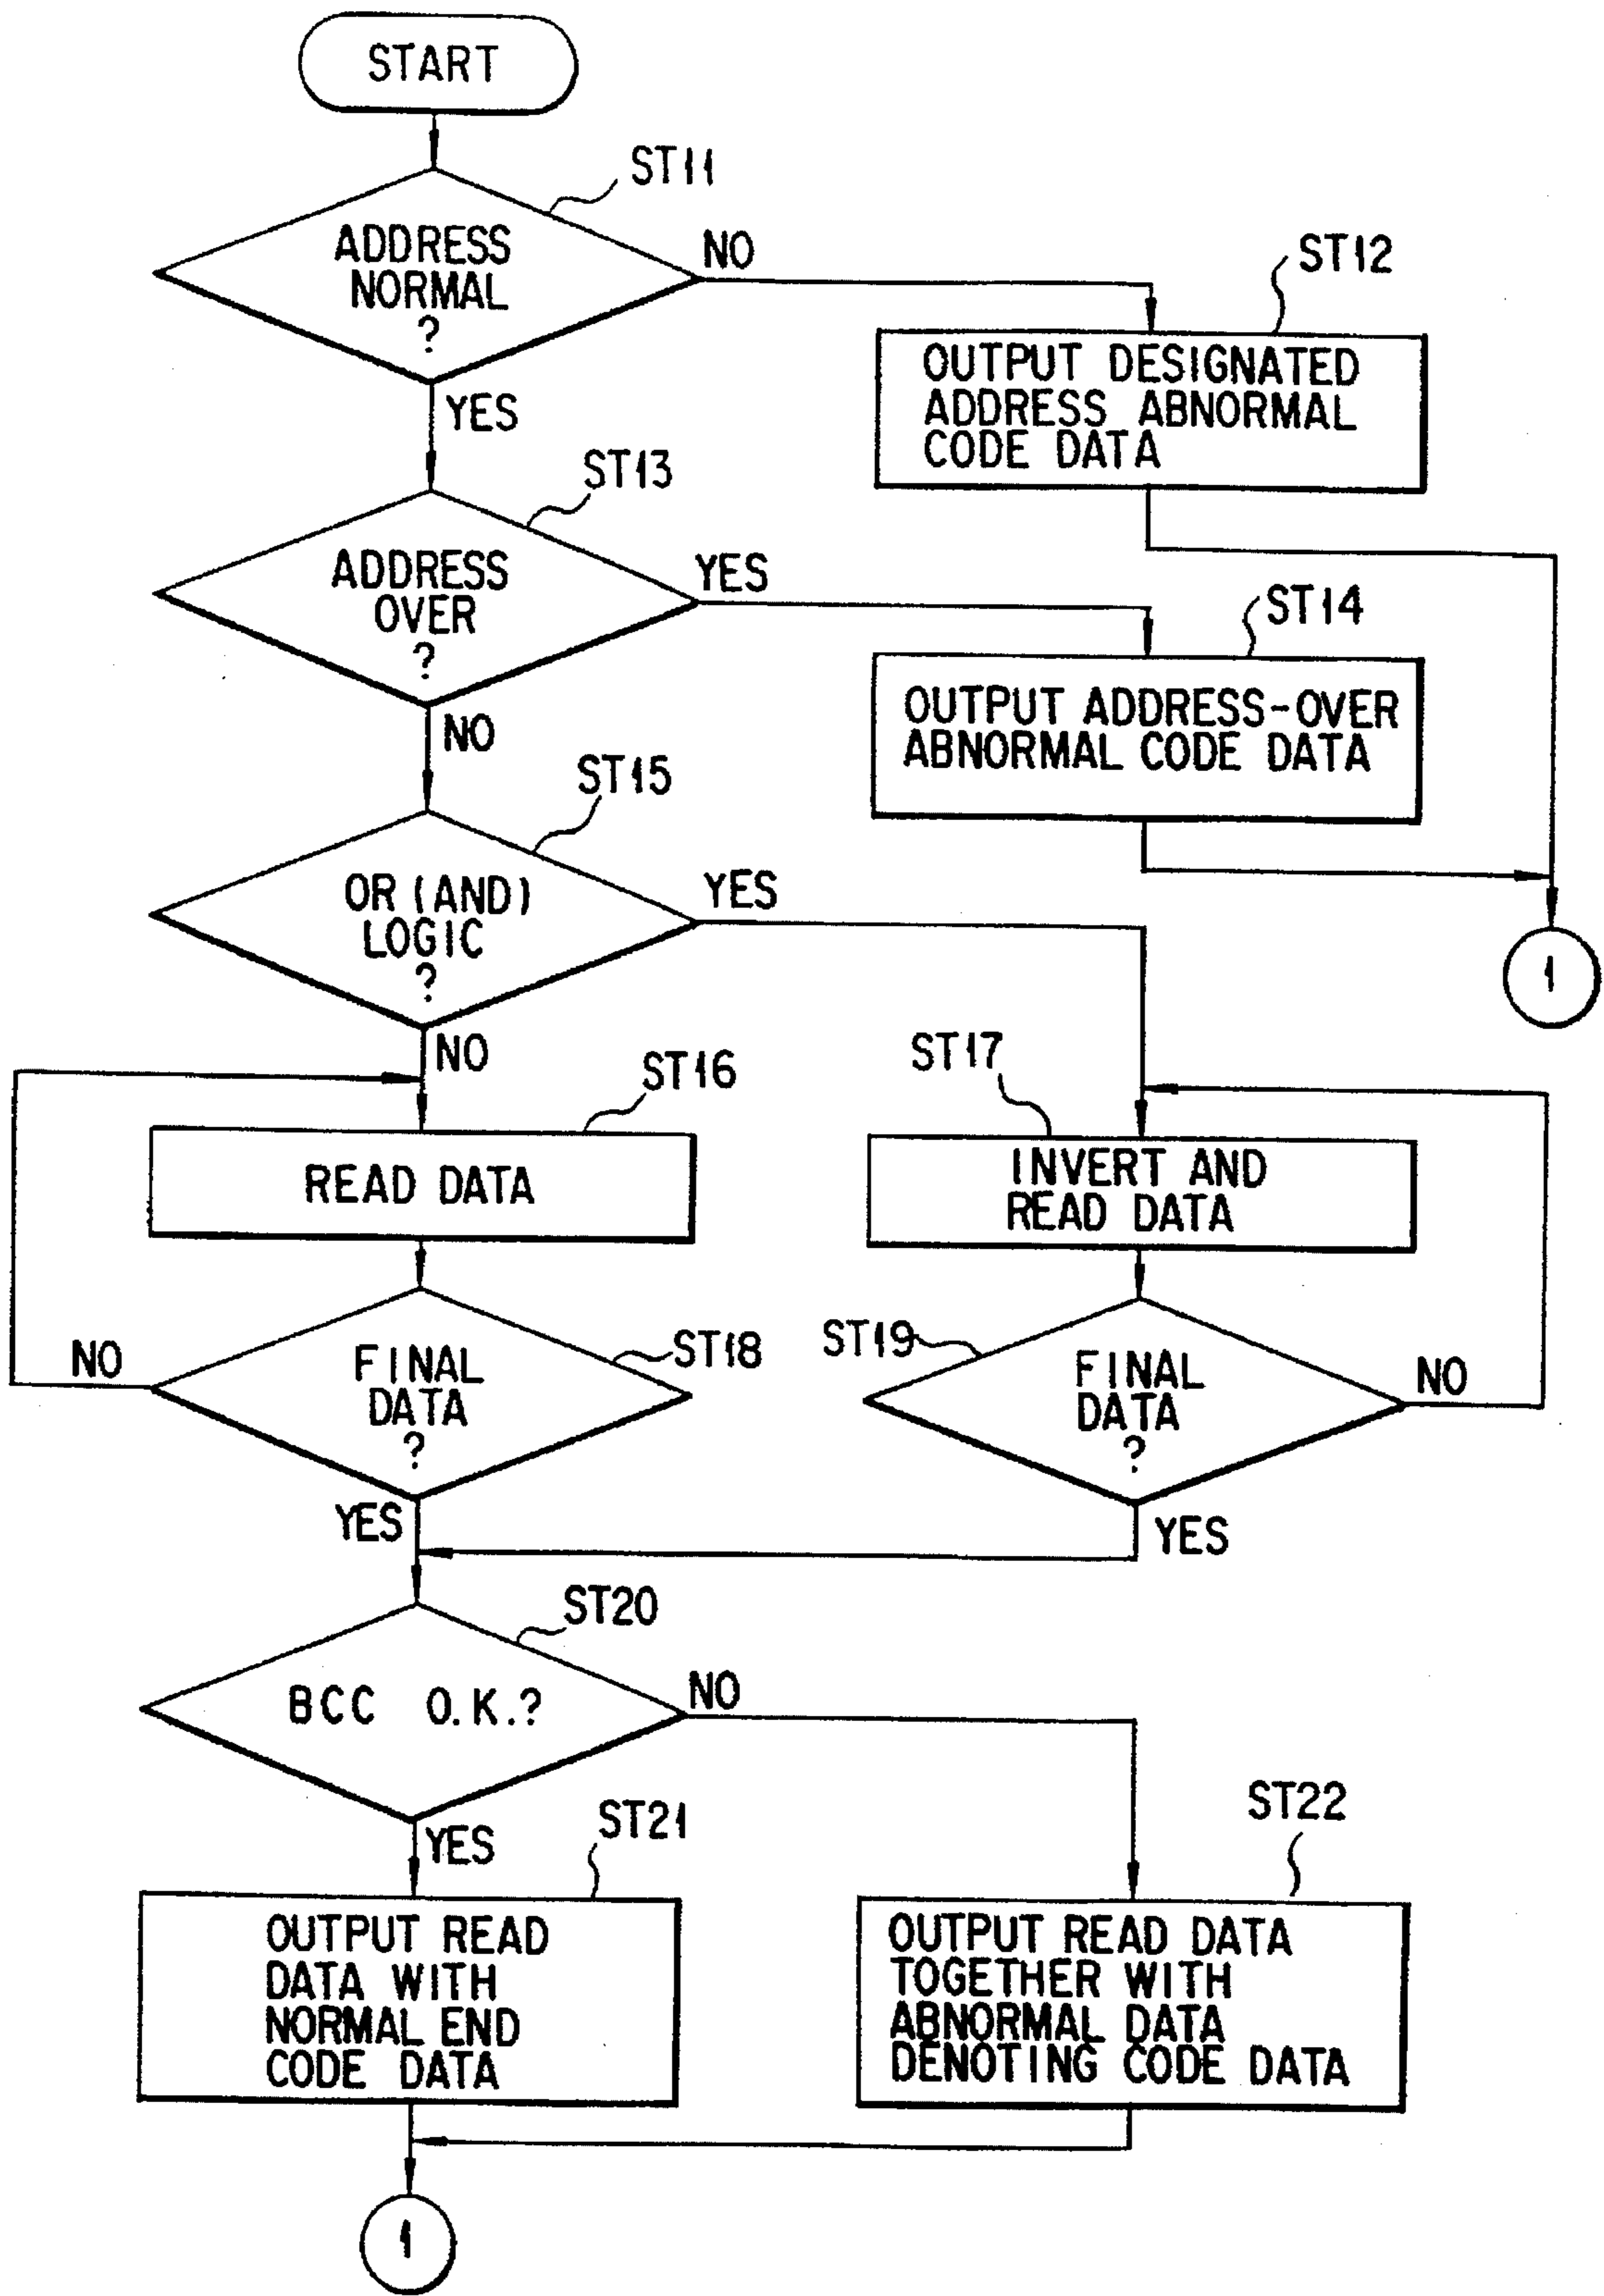 START
ST11
ADDRESS
NORMAL
?
NO
YES
ST12
OUTPUT DESIGNATED
ADDRESS ABNORMAL
CODE DATA
ST13
ADDRESS
OVER
?
YES
NO
ST14
OUTPUT ADDRESS-OVER
ABNORMAL CODE DATA
ST15
OR (AND)
LOGIC
?
YES
NO
1
ST16
READ DATA
ST17
INVERT AND
READ DATA
ST18
FINAL
DATA
?
NO
YES
ST19
FINAL
DATA
?
NO
YES
ST20
BCC O.K.?
NO
YES
ST21
OUTPUT READ
DATA WITH
NORMAL END
CODE DATA
ST22
OUTPUT READ DATA
TOGETHER WITH
ABNORMAL DATA
DENOTING CODE DATA
1